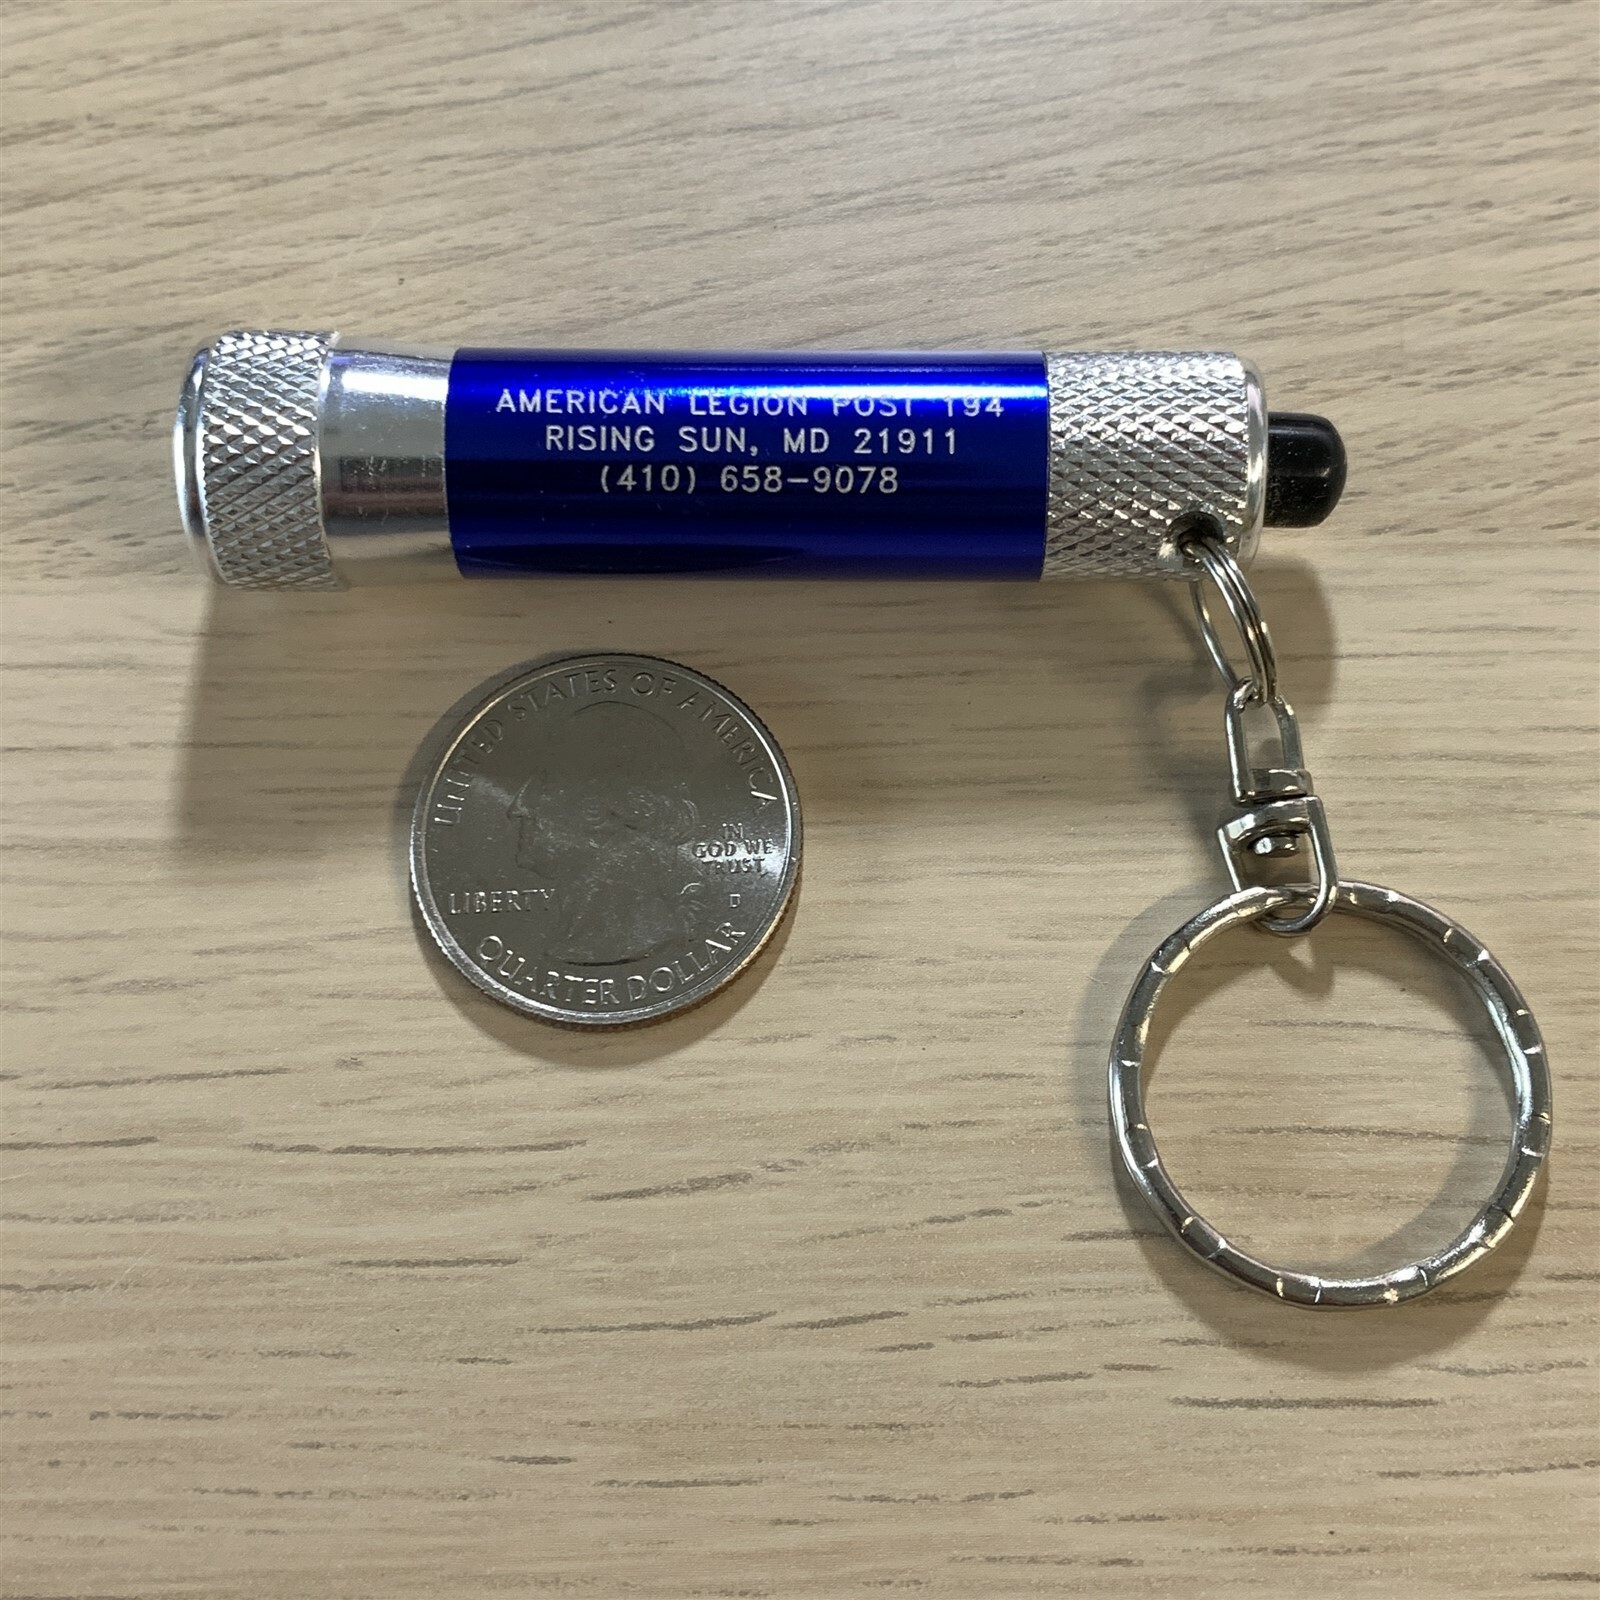 AMERICAN LEGION POST 194
RISING SUN, MD 21911
(410) 658-9078
UNITED STATES OF AMERICA
IN
GOD WE
TRUST
LIBERTY
D
QUARTER DOLLAR